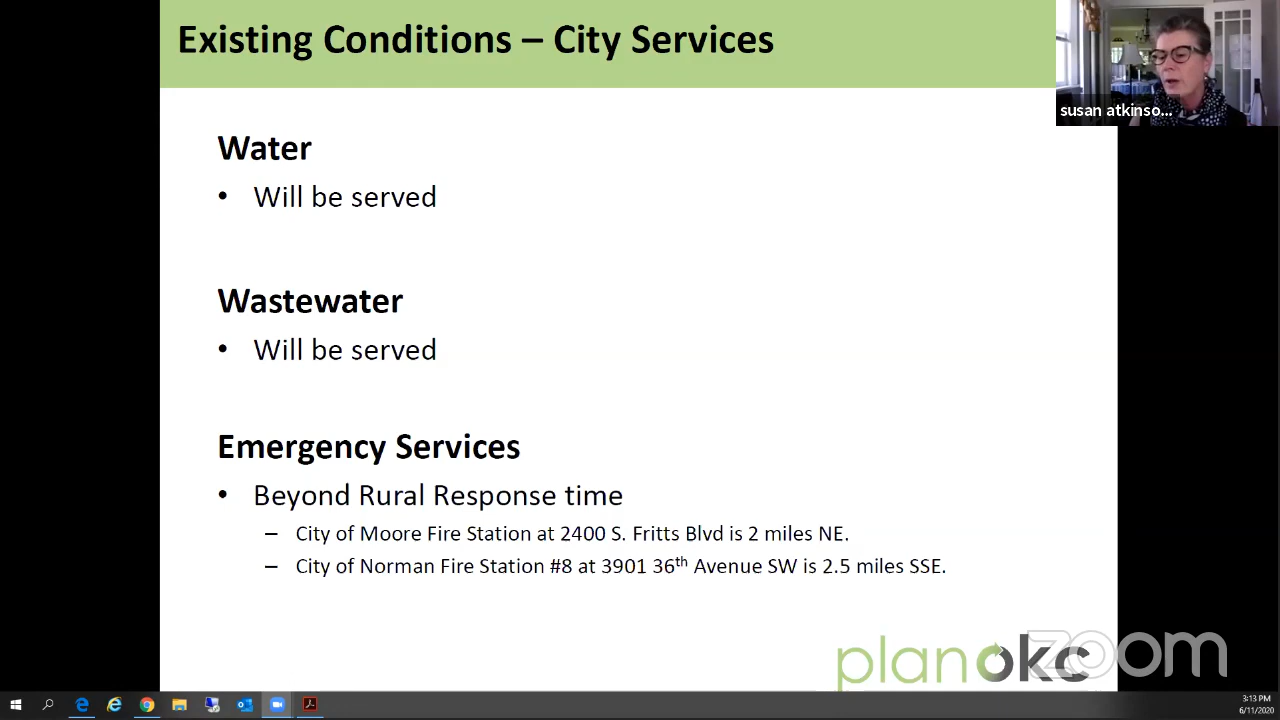 Existing Conditions – City Services
susan atkinso...
Water
• Will be served
Wastewater
• Will be served
Emergency Services
• Beyond Rural Response time
– City of Moore Fire Station at 2400 S. Fritts Blvd is 2 miles NE.
– City of Norman Fire Station #8 at 3901 36th Avenue SW is 2.5 miles SSE.
planokc
zoom
3:13 PM
6/11/2020